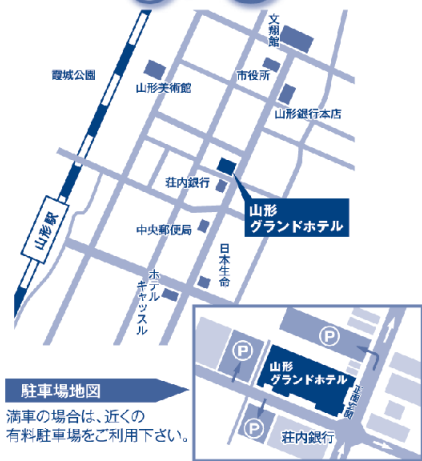 文翔館
霞城公園
山形美術館
市役所
山形銀行本店
荘内銀行
山形
グランドホテル
山形駅
中央郵便局
日本生命
ホテル
キャッスル
駐車場地図
満車の場合は、近くの
有料駐車場をご利用下さい。
P
P
山形
グランドホテル
正面玄関
P
荘内銀行